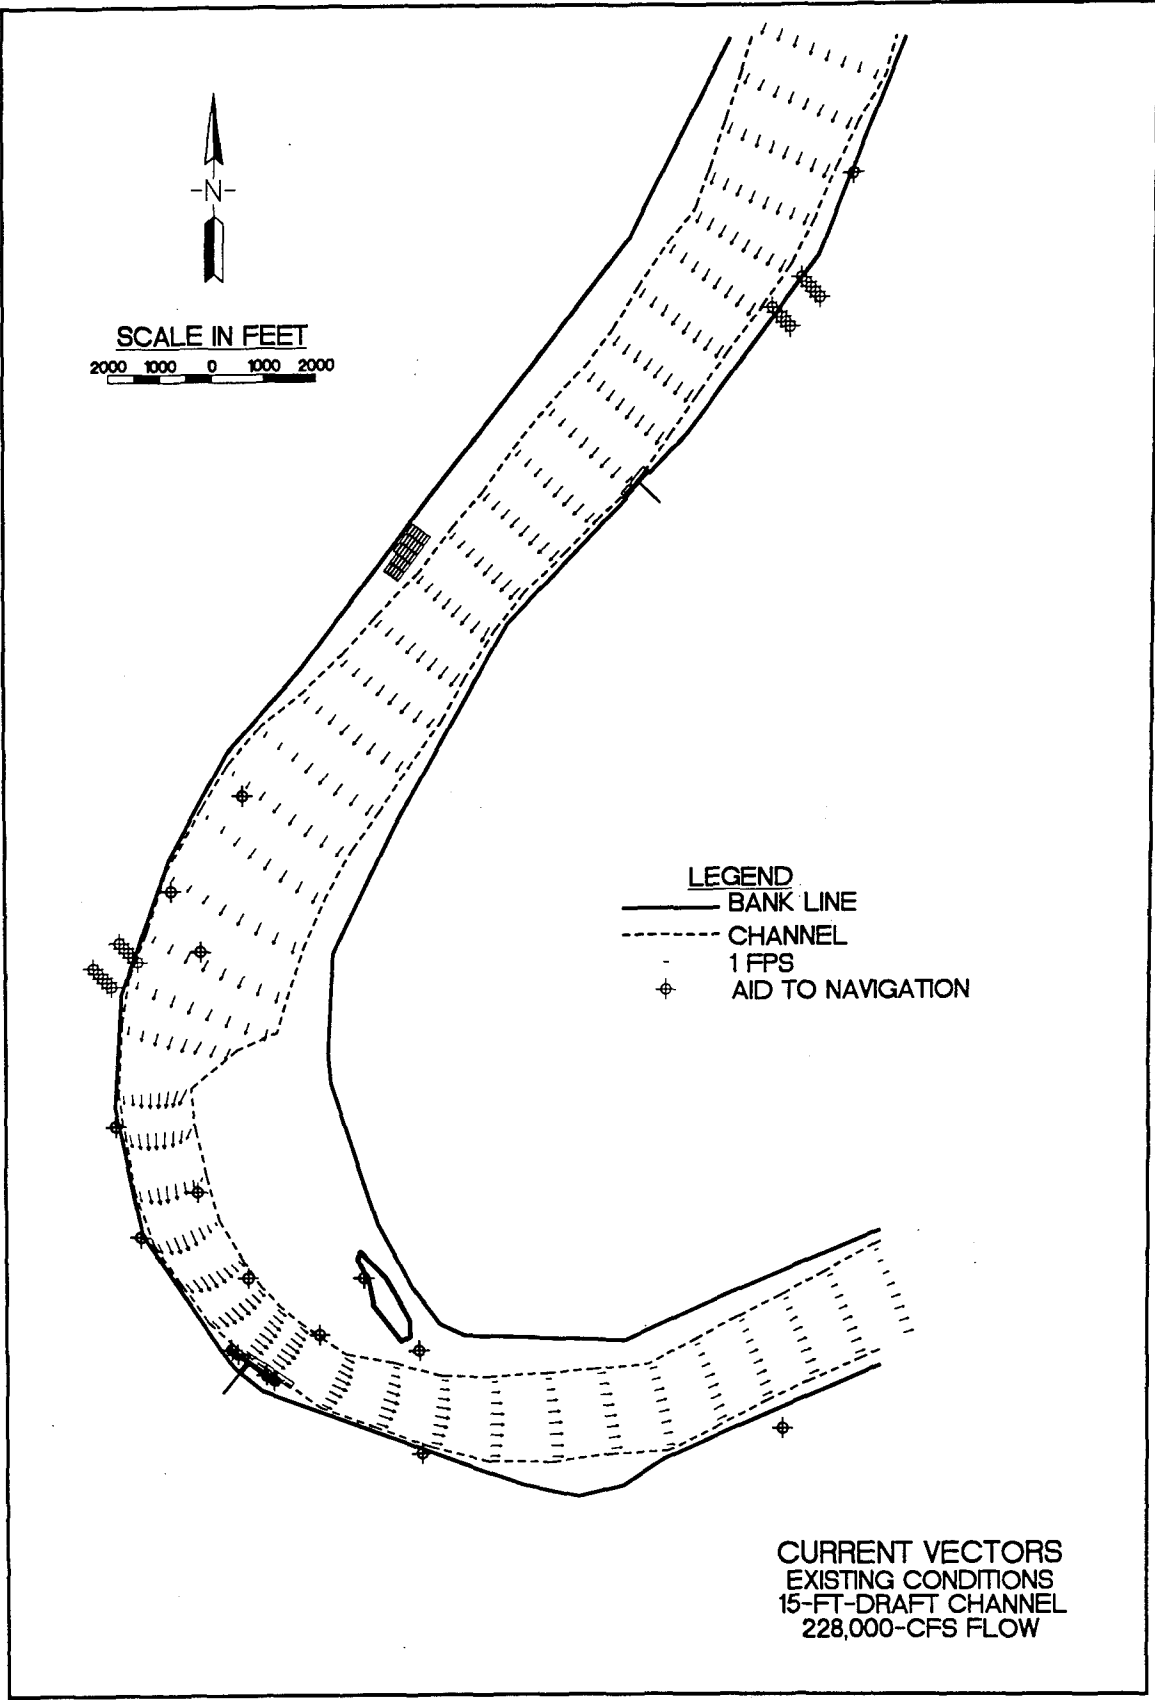 -N-
SCALE IN FEET
2000 1000 0 1000 2000
LEGEND
BANK LINE
CHANNEL
1 FPS
AID TO NAVIGATION
CURRENT VECTORS
EXISTING CONDITIONS
15-FT-DRAFT CHANNEL
228,000-CFS FLOW